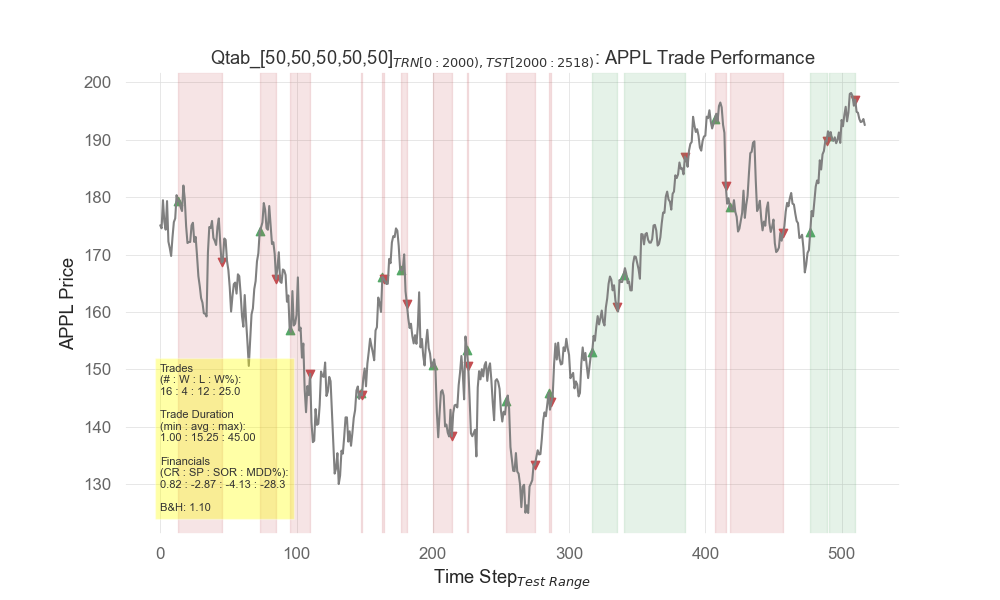 Qtab_[50,50,50,50,50]TRN[0 : 2000), TST[2000 : 2518) : APPL Trade Performance
200
190
180
170
160
150
140
130
APPL Price
Trades
(# : W : L : W%):
16 : 4 : 12 : 25.0
Trade Duration
(min : avg : max):
1.00 : 15.25 : 45.00
Financials
(CR : SP : SOR : MDD%):
0.82 : -2.87 : -4.13 : -28.3
B&H: 1.10
0 100 200 300 400 500
Time StepTest Range